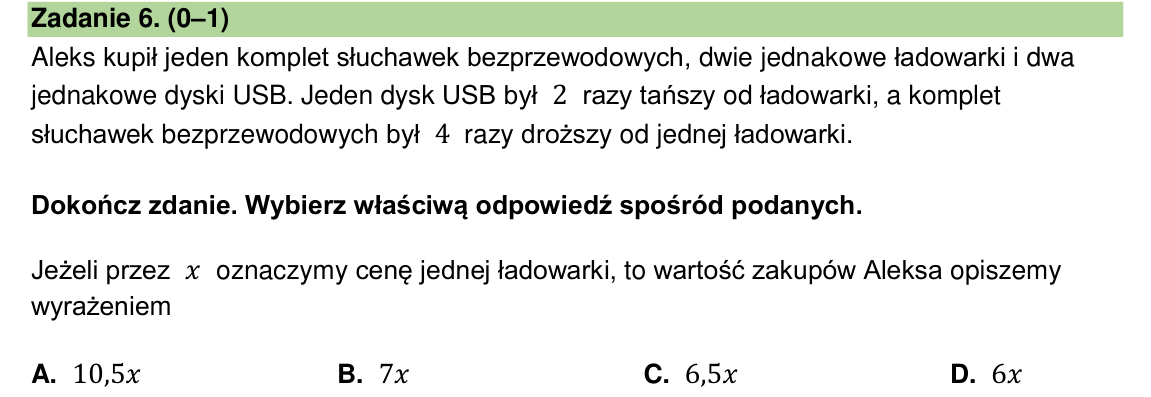 Zadanie 6. (0–1)
Aleks kupił jeden komplet słuchawek bezprzewodowych, dwie jednakowe ładowarki i dwa
jednakowe dyski USB. Jeden dysk USB był 2 razy tańszy od ładowarki, a komplet
słuchawek bezprzewodowych był 4 razy droższy od jednej ładowarki.
Dokończ zdanie. Wybierz właściwą odpowiedź spośród podanych.
Jeżeli przez x oznaczymy cenę jednej ładowarki, to wartość zakupów Aleksa opiszemy
wyrażeniem
A. 10,5x B. 7x C. 6,5x D. 6x